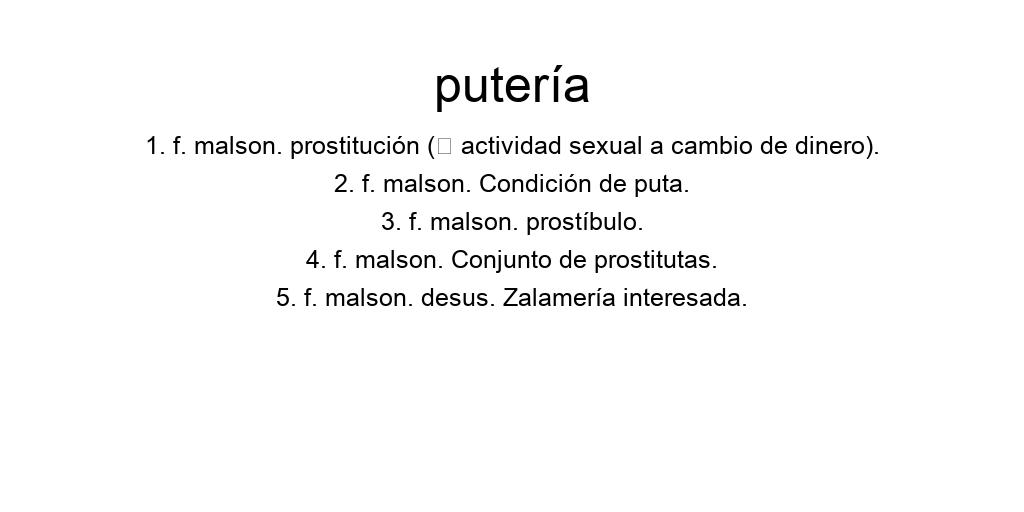 putería
1. f. malson. prostitución (□ actividad sexual a cambio de dinero).
2. f. malson. Condición de puta.
3. f. malson. prostíbulo.
4. f. malson. Conjunto de prostitutas.
5. f. malson. desus. Zalamería interesada.